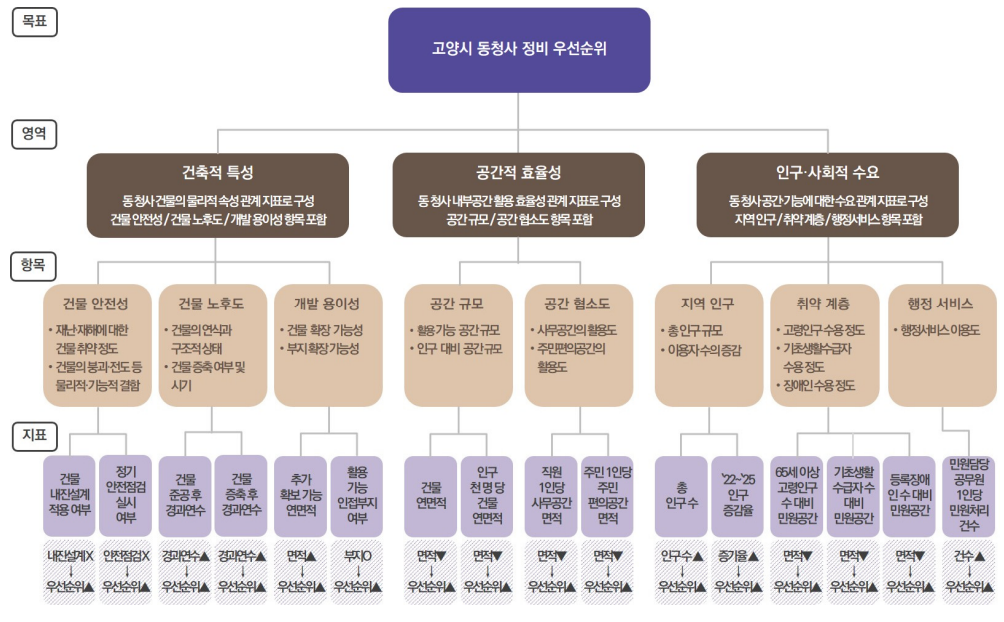 목표
고양시 동청사 정비 우선순위
영역
건축적 특성
동 청사 건물의 물리적 속성 관계 지표로 구성
건물 안전성 / 건물 노후도 / 개발 용이성 항목 포함
공간적 효율성
동 청사 내부공간 활용 효율성 관계 지표로 구성
공간 규모 / 공간 협소도 항목 포함
인구·사회적 수요
동 청사 공간 기능에 대한 수요 관계 지표로 구성
지역 인구 / 취약 계층 / 행정서비스 항목 포함
항목
건물 안전성
• 재난·재해에 대한
건물 취약 정도
• 건물의 붕괴·전도 등
물리적·기능적 결함
건물 노후도
• 건물의 연식과
구조적 상태
• 건물 증축 여부 및
시기
개발 용이성
• 건물 확장 가능성
• 부지 확장 가능성
공간 규모
• 활용 가능 공간 규모
• 인구 대비 공간 규모
공간 협소도
• 사무공간의 활용도
• 주민편의공간의
활용도
지역 인구
• 총 인구 규모
• 이용자 수의 증감
취약 계층
• 고령인구 수용 정도
• 기초생활수급자
수용 정도
• 장애인 수용 정도
행정 서비스
• 행정서비스 이용도
지표
건물
내진설계
적용 여부
정기
안전점검
실시
여부
건물
준공 후
경과연수
건물
증축 후
경과연수
추가
확보 가능
연면적
활용
가능
인접부지
여부
건물
연면적
인구
천 명 당
건물
연면적
직원
1인당
사무공간
면적
주민 1인당
주민
편의공간
면적
총
인구 수
'22~'25
인구
증감율
65세 이상
고령인구
수 대비
민원공간
기초생활
수급자 수
대비
민원공간
등록장애
인 수 대비
민원공간
민원담당
공무원
1인당
민원처리
건수
내진설계X
↓
우선순위▲
안전점검X
↓
우선순위▲
경과연수▲
↓
우선순위▲
경과연수▲
↓
우선순위▲
면적▲
↓
우선순위▲
부지O
↓
우선순위▲
면적▼
↓
우선순위▲
면적▼
↓
우선순위▲
면적▼
↓
우선순위▲
면적▼
↓
우선순위▲
인구수▲
↓
우선순위▲
증가율▲
↓
우선순위▲
면적▼
↓
우선순위▲
면적▼
↓
우선순위▲
면적▼
↓
우선순위▲
건수▲
↓
우선순위▲